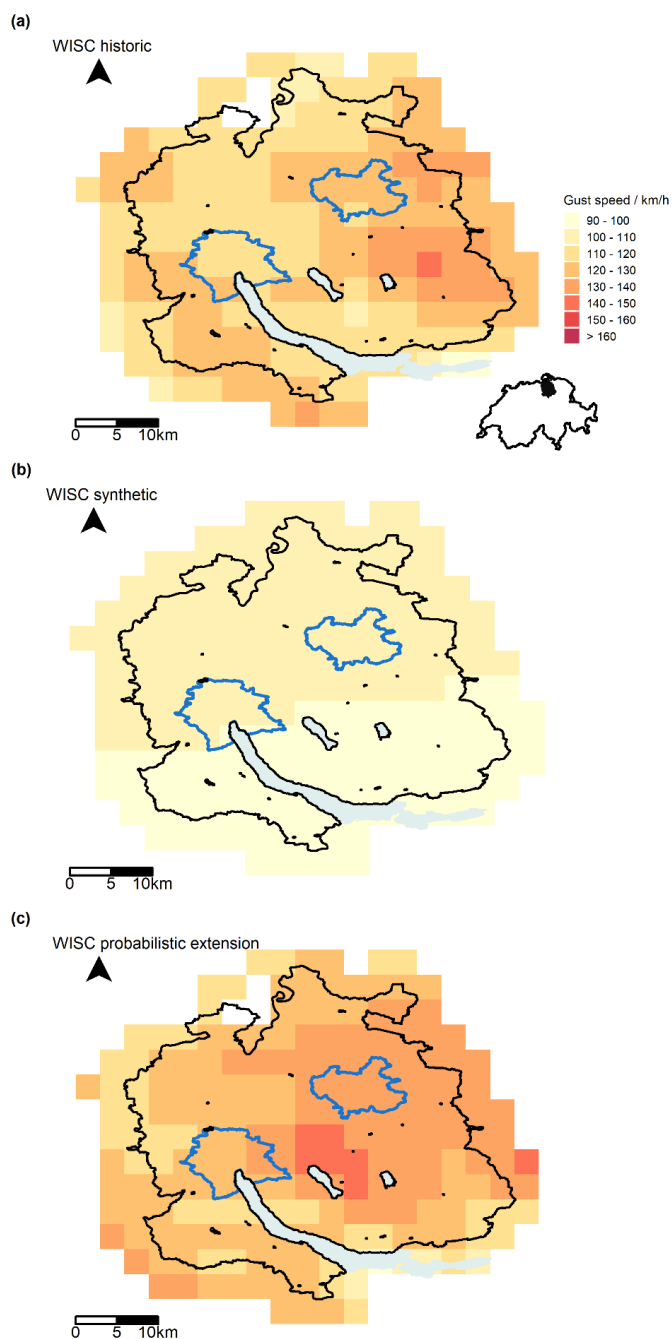 (a)
WISC historic
Gust speed / km/h
90 - 100
100 - 110
110 - 120
120 - 130
130 - 140
140 - 150
150 - 160
> 160
0 5 10km
(b)
WISC synthetic
0 5 10km
(c)
WISC probabilistic extension
0 5 10km